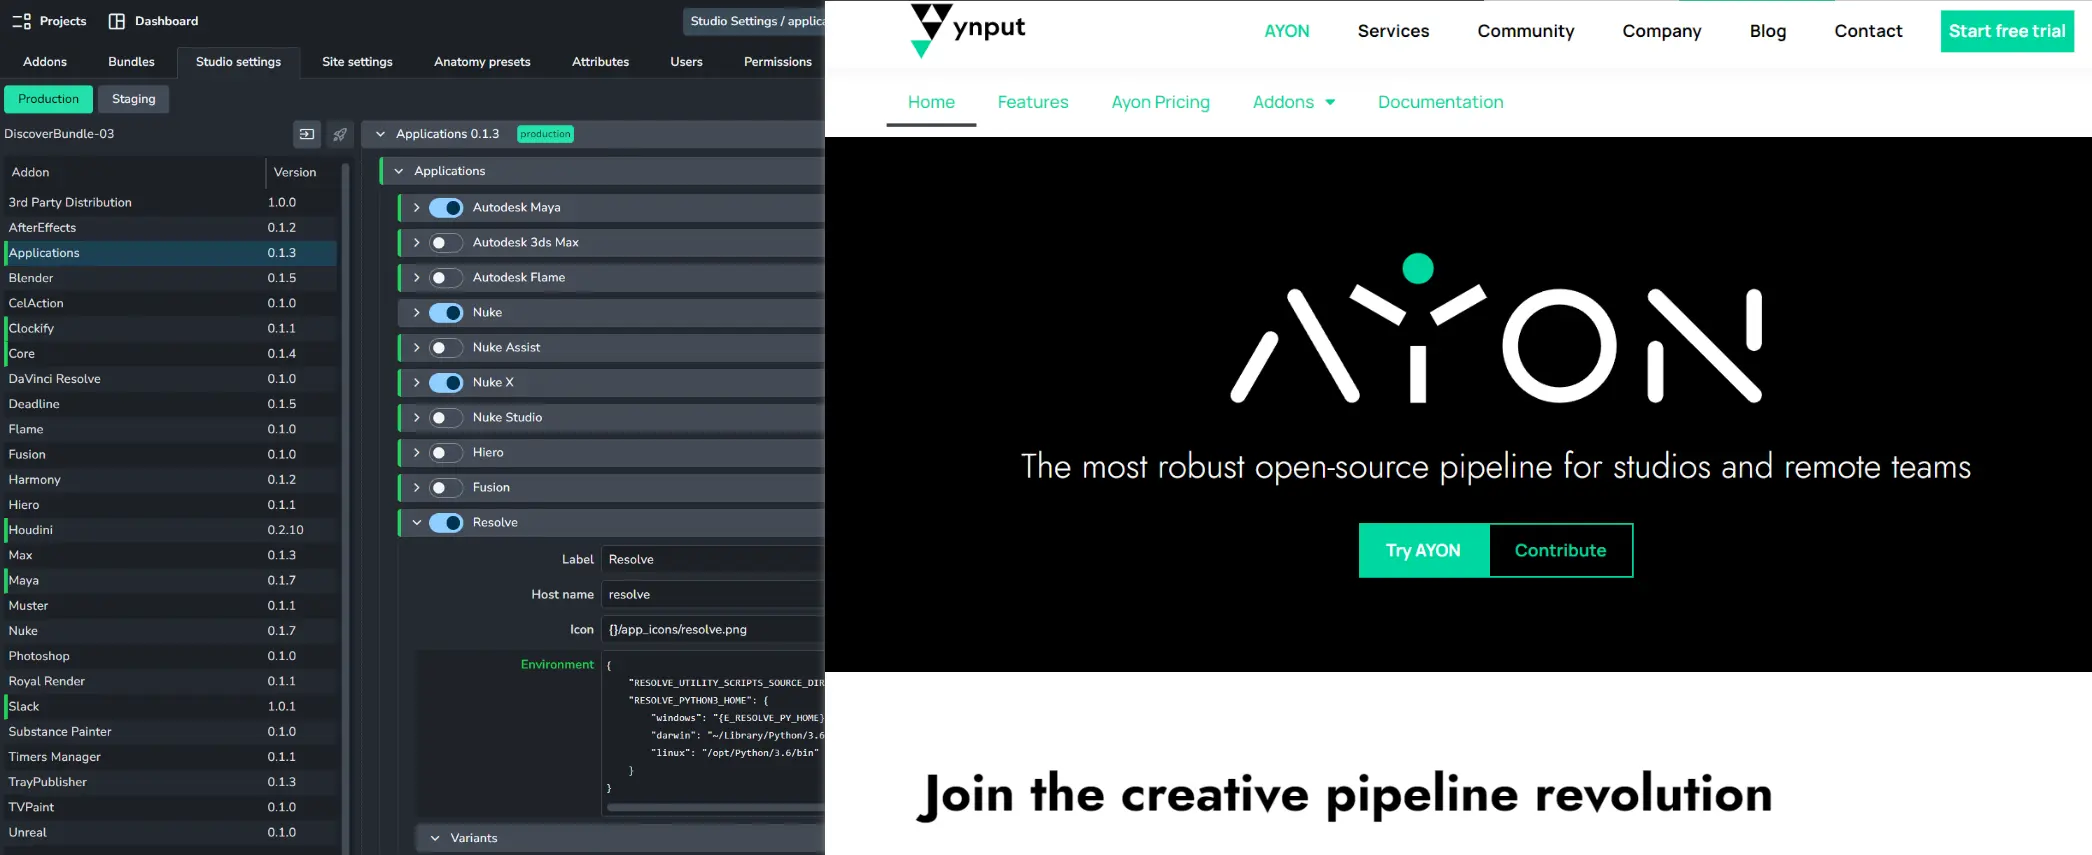 Projects
Dashboard
Studio Settings / applica
Addons
Bundles
Studio settings
Site settings
Anatomy presets
Attributes
Users
Permissions
Production
Staging
DiscoverBundle-03
Addon Version
3rd Party Distribution 1.0.0
AfterEffects 0.1.2
Applications 0.1.3
Blender 0.1.5
CelAction 0.1.0
Clockify 0.1.1
Core 0.1.4
DaVinci Resolve 0.1.0
Deadline 0.1.5
Flame 0.1.0
Fusion 0.1.0
Harmony 0.1.2
Hiero 0.1.1
Houdini 0.2.10
Max 0.1.3
Maya 0.1.7
Muster 0.1.1
Nuke 0.1.7
Photoshop 0.1.0
Royal Render 0.1.1
Slack 1.0.1
Substance Painter 0.1.0
Timers Manager 0.1.1
TrayPublisher 0.1.3
TVPaint 0.1.0
Unreal 0.1.0
Applications 0.1.3 production
Applications
Autodesk Maya
Autodesk 3ds Max
Autodesk Flame
Nuke
Nuke Assist
Nuke X
Nuke Studio
Hiero
Fusion
Resolve
Label Resolve
Host name resolve
Icon {}/app_icons/resolve.png
Environment {
"RESOLVE_UTILITY_SCRIPTS_SOURCE_DIR
"RESOLVE_PYTHON3_HOME": {
"windows": "{E_RESOLVE_PY_HOME}
"darwin": "~/Library/Python/3.6
"linux": "/opt/Python/3.6/bin"
}
}
Variants
ynput
AYON
Services
Community
Company
Blog
Contact
Start free trial
Home
Features
Ayon Pricing
Addons
Documentation
AYON
The most robust open-source pipeline for studios and remote teams
Try AYON
Contribute
Join the creative pipeline revolution